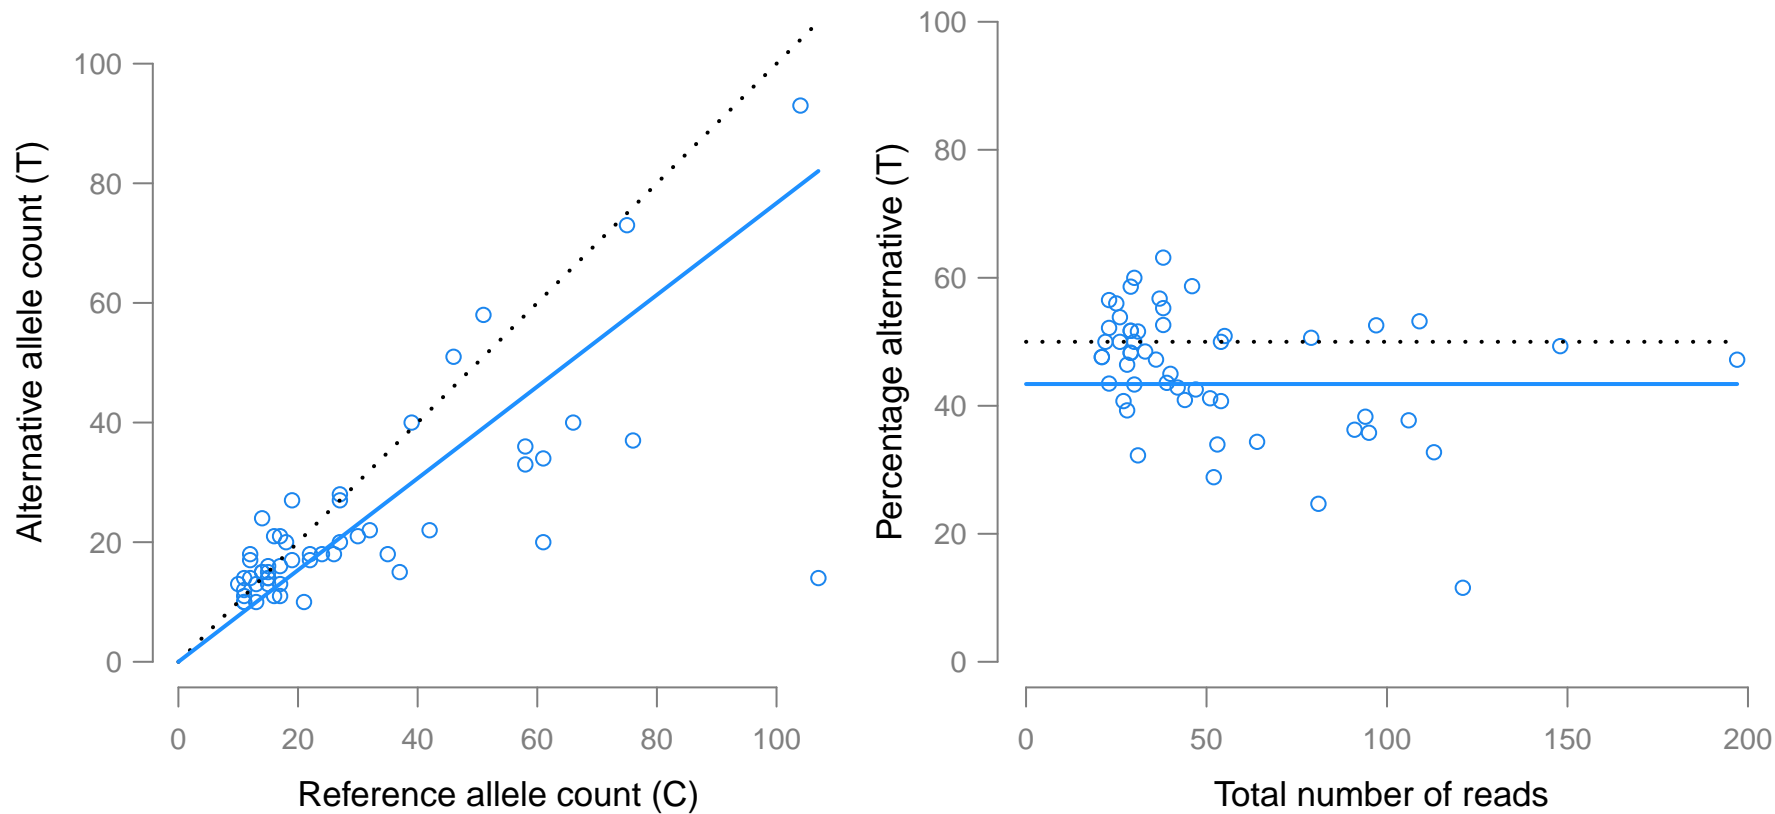 Alternative allele count (T)
100
80
60
40
20
0
0 20 40 60 80 100
Reference allele count (C)
Percentage alternative (T)
100
80
60
40
20
0
0 50 100 150 200
Total number of reads